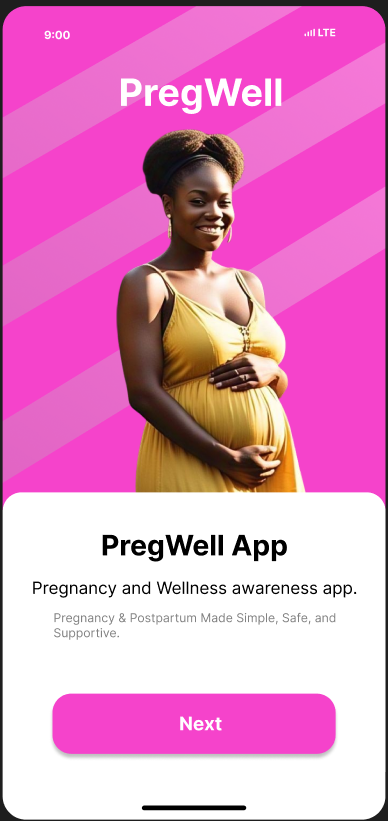 9:00 LTE
PregWell
PregWell App
Pregnancy and Wellness awareness app.
Pregnancy & Postpartum Made Simple, Safe, and
Supportive.
Next